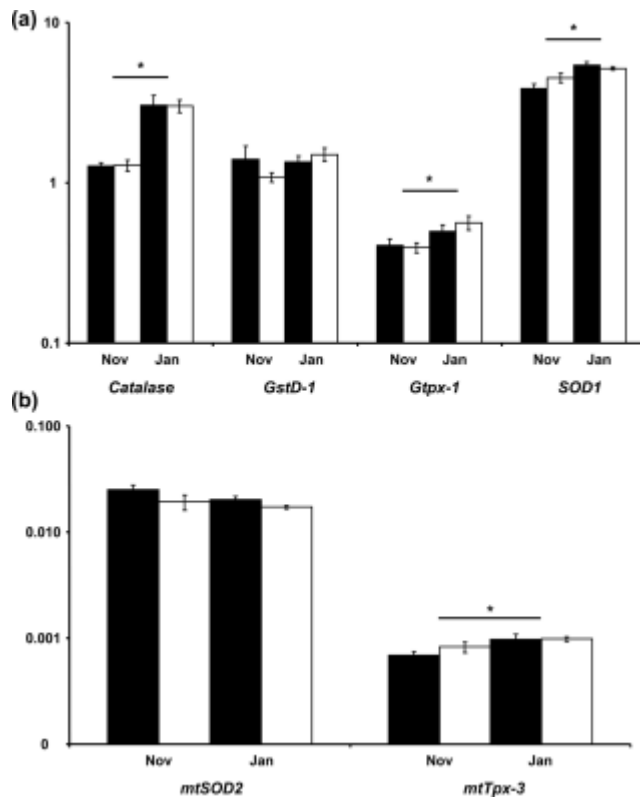 (a)
10
*
*
*
1
0.1
Nov Jan Nov Jan Nov Jan Nov Jan
Catalase GstD-1 Gtpx-1 SOD1
(b)
0.100
0.010
*
0.001
0
Nov Jan Nov Jan
mtSOD2 mtTpx-3